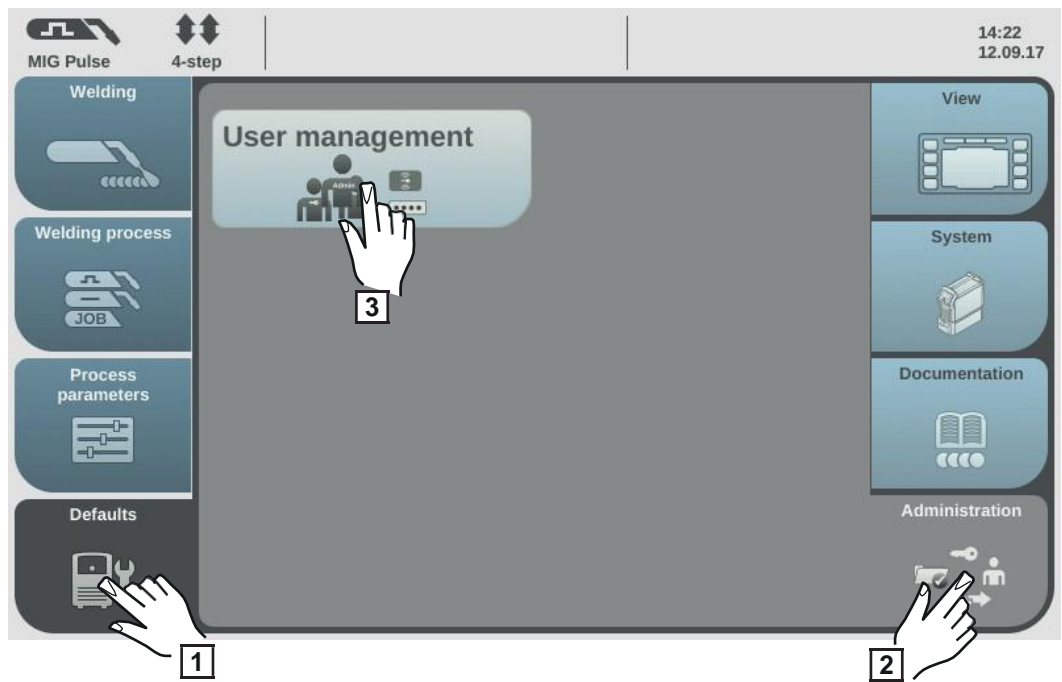 MIG Pulse
4-step
14:22
12.09.17
Welding
Welding process
JOB
Process
parameters
Defaults
User management
Admin
View
System
Documentation
Administration
3
1
2